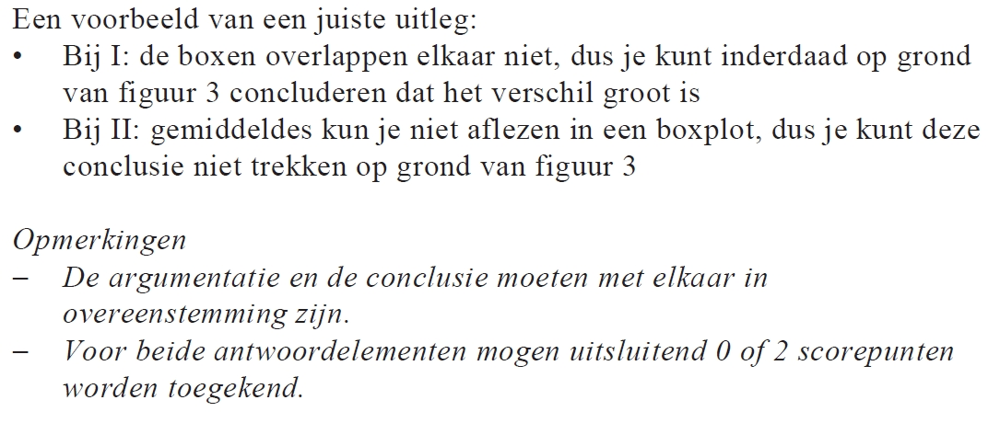 Een voorbeeld van een juiste uitleg:
• Bij I: de boxen overlappen elkaar niet, dus je kunt inderdaad op grond
van figuur 3 concluderen dat het verschil groot is
• Bij II: gemiddeldes kun je niet aflezen in een boxplot, dus je kunt deze
conclusie niet trekken op grond van figuur 3
Opmerkingen
− De argumentatie en de conclusie moeten met elkaar in
overeenstemming zijn.
− Voor beide antwoordelementen mogen uitsluitend 0 of 2 scorepunten
worden toegekend.